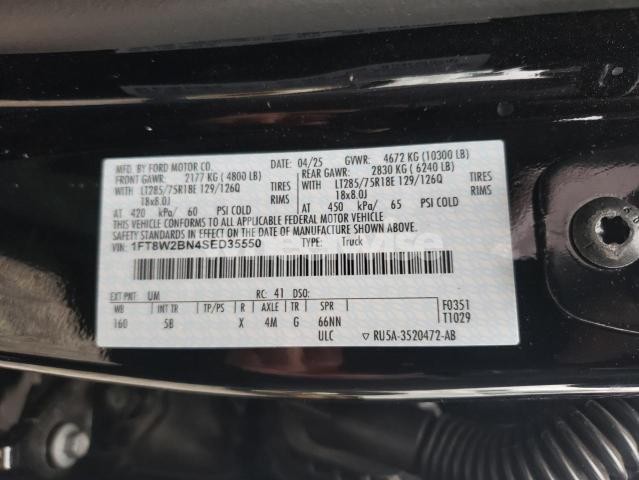 MFD. BY FORD MOTOR CO. 04/25 GVWR: 4672 KG (10300 LB)
FRONT GAWR: 2177 KG (4800 LB) REAR GAWR: 2830 KG (6240 LB)
WITH LT285/75R18E 129/126Q TIRES WITH LT285/75R18E 129/126Q TIRES
18x8.0J RIMS 18x8.0J RIMS
AT 420 kPa/ 60 PSI COLD AT 450 kPa/ 65 PSI COLD
THIS VEHICLE CONFORMS TO ALL APPLICABLE FEDERAL MOTOR VEHICLE
SAFETY STANDARDS IN EFFECT ON THE DATE OF MANUFACTURE SHOWN ABOVE.
VIN: 1FT8W2BN4SED35550 TYPE: Truck
EXT PNT: UM RC: 41 DSO: F0351
WB INT TR TP/PS R AXLE TR SPR T1029
160 5B X 4M G 66NN
ULC RU5A-3520472-AB